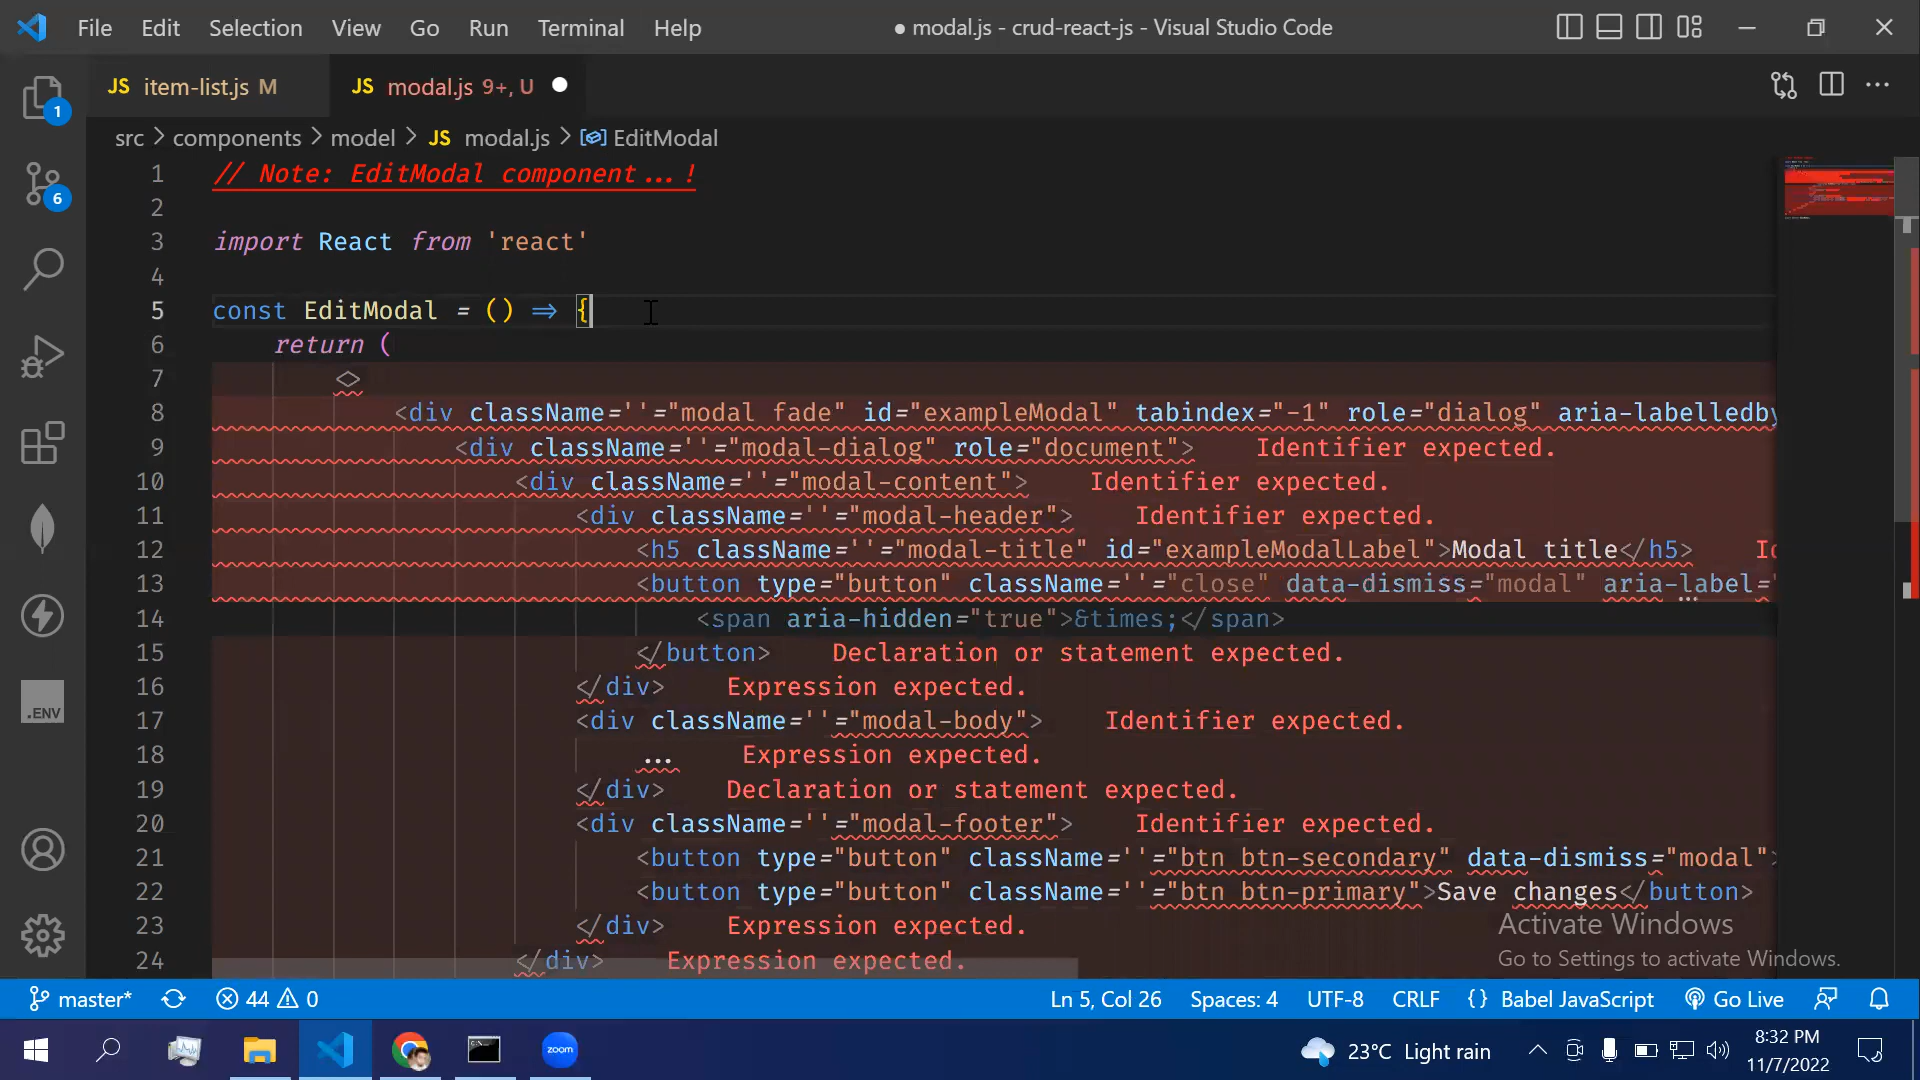 File Edit Selection View Go Run Terminal Help
● modal.js - crud-react-js - Visual Studio Code
JS item-list.js M
JS modal.js 9+, U
1
6
src > components > model > JS modal.js > EditModal
1 // Note: EditModal component...!
2
3 import React from 'react'
4
5 const EditModal = () => {
6 return (
7 <>
8 <div className=''="modal fade" id="exampleModal" tabindex="-1" role="dialog" aria-labelledby
9 <div className=''="modal-dialog" role="document"> Identifier expected.
10 <div className=''="modal-content"> Identifier expected.
11 <div className=''="modal-header"> Identifier expected.
12 <h5 className=''="modal-title" id="exampleModalLabel">Modal title</h5> Id
13 <button type="button" className=''="close" data-dismiss="modal" aria-label=
14 <span aria-hidden="true">&times;</span>
15 </button> Declaration or statement expected.
16 </div> Expression expected.
17 <div className=''="modal-body"> Identifier expected.
18 ... Expression expected.
19 </div> Declaration or statement expected.
20 <div className=''="modal-footer"> Identifier expected.
21 <button type="button" className=''="btn btn-secondary" data-dismiss="modal">
22 <button type="button" className=''="btn btn-primary">Save changes</button>
23 </div> Expression expected.
24 </div> Expression expected.
.ENV
Activate Windows
Go to Settings to activate Windows.
master* 44 0
Ln 5, Col 26 Spaces: 4 UTF-8 CRLF {} Babel JavaScript Go Live
zoom
23°C Light rain
8:32 PM
11/7/2022